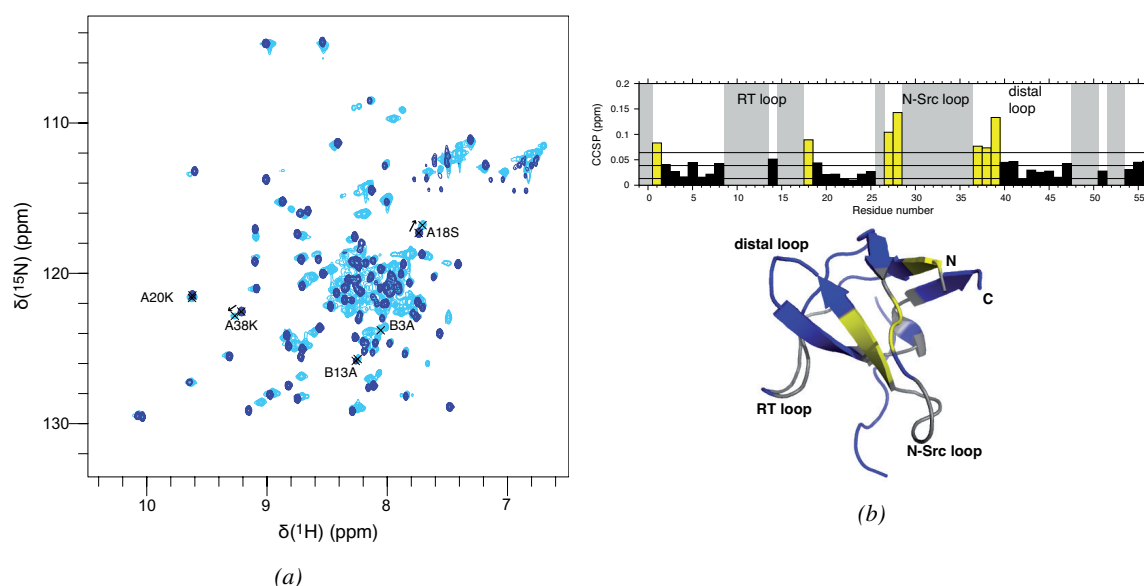 110
120
130
δ(¹⁵N) (ppm)
A18S
A20K
A38K
B3A
B13A
10 9 8 7
δ(¹H) (ppm)
(a)
0.2
0.15
0.1
0.05
0
CCSP (ppm)
RT loop
N-Src loop
distal
loop
0 5 10 15 20 25 30 35 40 45 50 55
Residue number
distal loop
N
C
RT loop
N-Src loop
(b)